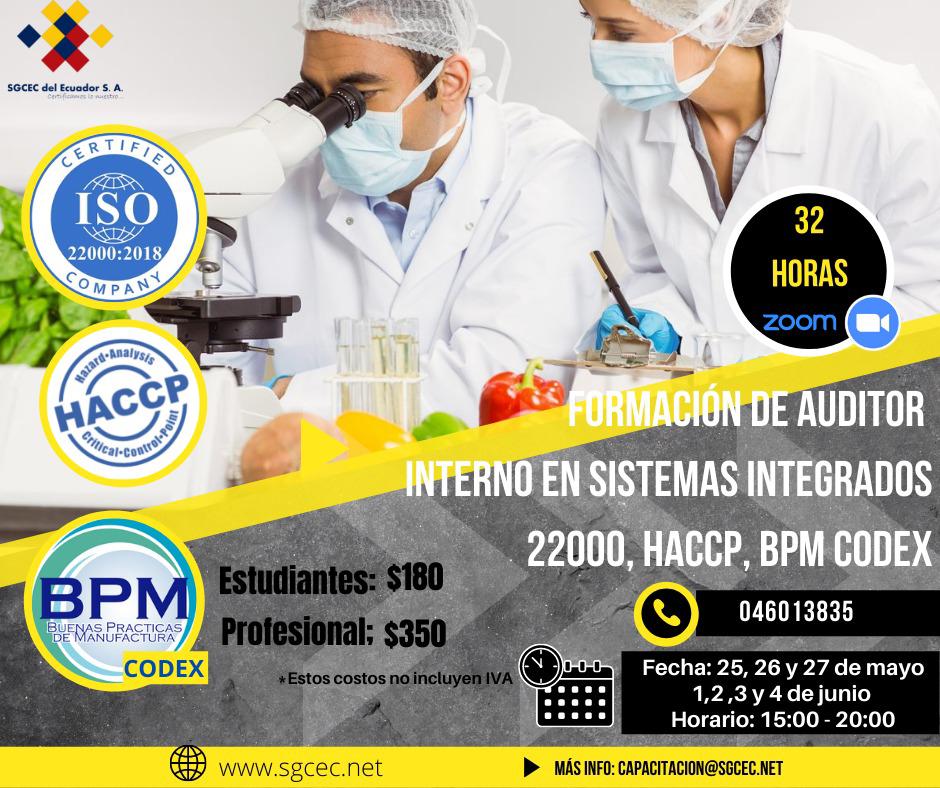 SGCEC del Ecuador S. A.
Certificamos lo nuestro...
CERTIFIED
ISO
22000:2018
COMPANY
Hazard•Analysis
HACCP
Critical•Control•Point
BPM
BUENAS PRACTICAS
DE MANUFACTURA
CODEX
32
HORAS
zoom
FORMACIÓN DE AUDITOR
INTERNO EN SISTEMAS INTEGRADOS
22000, HACCP, BPM CODEX
Estudiantes: $180
Profesional; $350
*Estos costos no incluyen IVA
046013835
Fecha: 25, 26 y 27 de mayo
1,2 ,3 y 4 de junio
Horario: 15:00 - 20:00
www.sgcec.net
MÁS INFO: CAPACITACION@SGCEC.NET